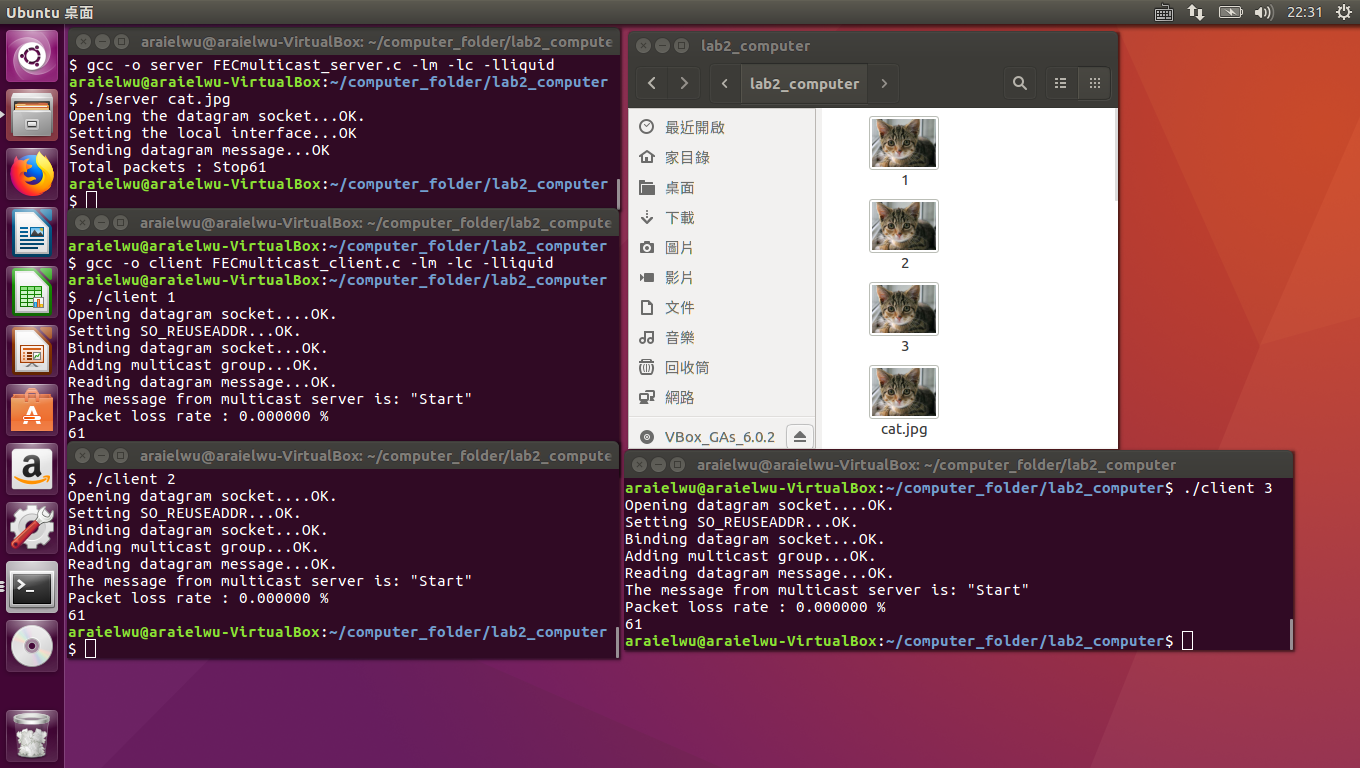 Ubuntu 桌面
22:31
araielwu@araielwu-VirtualBox: ~/computer_folder/lab2_compute
$ gcc -o server FECmulticast_server.c -lm -lc -lliquid
araielwu@araielwu-VirtualBox:~/computer_folder/lab2_computer
$ ./server cat.jpg
Opening the datagram socket...OK.
Setting the local interface...OK
Sending datagram message...OK
Total packets : Stop61
araielwu@araielwu-VirtualBox:~/computer_folder/lab2_computer
$
araielwu@araielwu-VirtualBox: ~/computer_folder/lab2_compute
araielwu@araielwu-VirtualBox:~/computer_folder/lab2_computer
$ gcc -o client FECmulticast_client.c -lm -lc -lliquid
araielwu@araielwu-VirtualBox:~/computer_folder/lab2_computer
$ ./client 1
Opening datagram socket....OK.
Setting SO_REUSEADDR...OK.
Binding datagram socket...OK.
Adding multicast group...OK.
Reading datagram message...OK.
The message from multicast server is: "Start"
Packet loss rate : 0.000000 %
61
araielwu@araielwu-VirtualBox: ~/computer_folder/lab2_compute
$ ./client 2
Opening datagram socket....OK.
Setting SO_REUSEADDR...OK.
Binding datagram socket...OK.
Adding multicast group...OK.
Reading datagram message...OK.
The message from multicast server is: "Start"
Packet loss rate : 0.000000 %
61
araielwu@araielwu-VirtualBox:~/computer_folder/lab2_computer
$
lab2_computer
lab2_computer
最近開啟
家目錄
桌面
下載
圖片
影片
文件
音樂
回收筒
網路
VBox_GAs_6.0.2
1
2
3
cat.jpg
araielwu@araielwu-VirtualBox: ~/computer_folder/lab2_computer
araielwu@araielwu-VirtualBox:~/computer_folder/lab2_computer$ ./client 3
Opening datagram socket....OK.
Setting SO_REUSEADDR...OK.
Binding datagram socket...OK.
Adding multicast group...OK.
Reading datagram message...OK.
The message from multicast server is: "Start"
Packet loss rate : 0.000000 %
61
araielwu@araielwu-VirtualBox:~/computer_folder/lab2_computer$